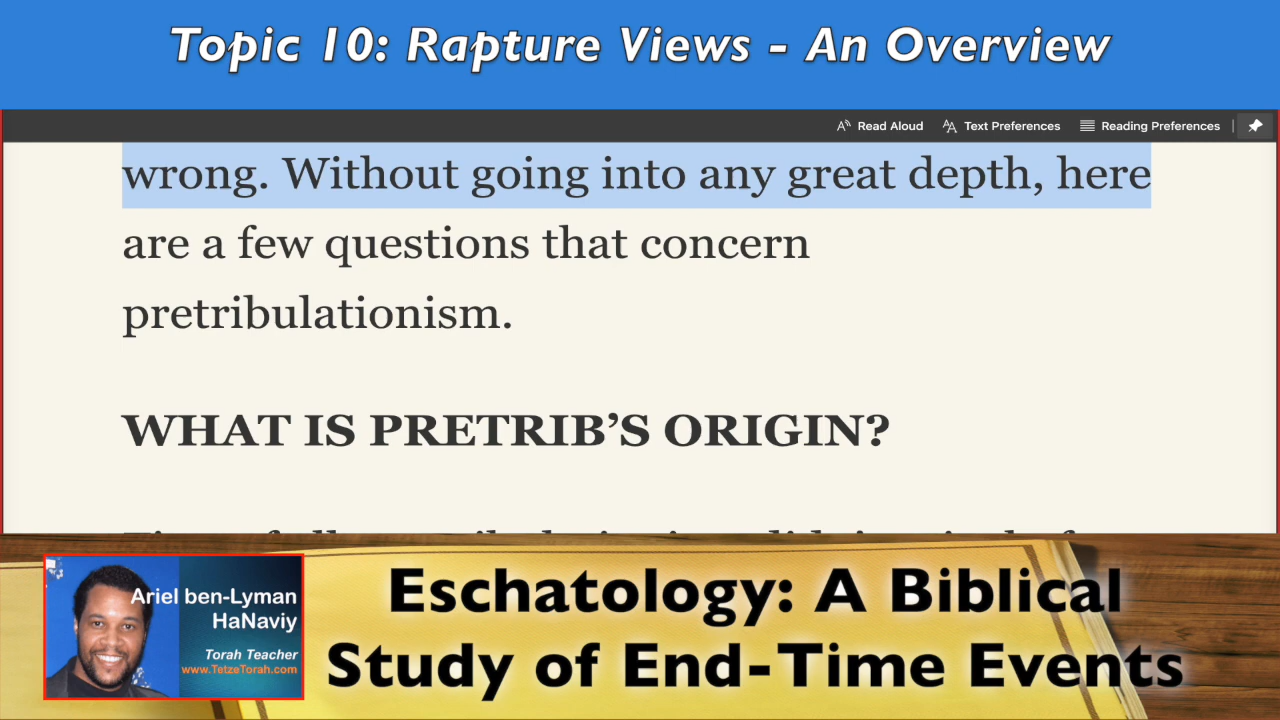 Topic 10: Rapture Views - An Overview
Read Aloud Text Preferences Reading Preferences
wrong. Without going into any great depth, here
are a few questions that concern
pretribulationism.
WHAT IS PRETRIB’S ORIGIN?
Ariel ben-Lyman
HaNaviy
Torah Teacher
www.TetzeTorah.com
Eschatology: A Biblical
Study of End-Time Events